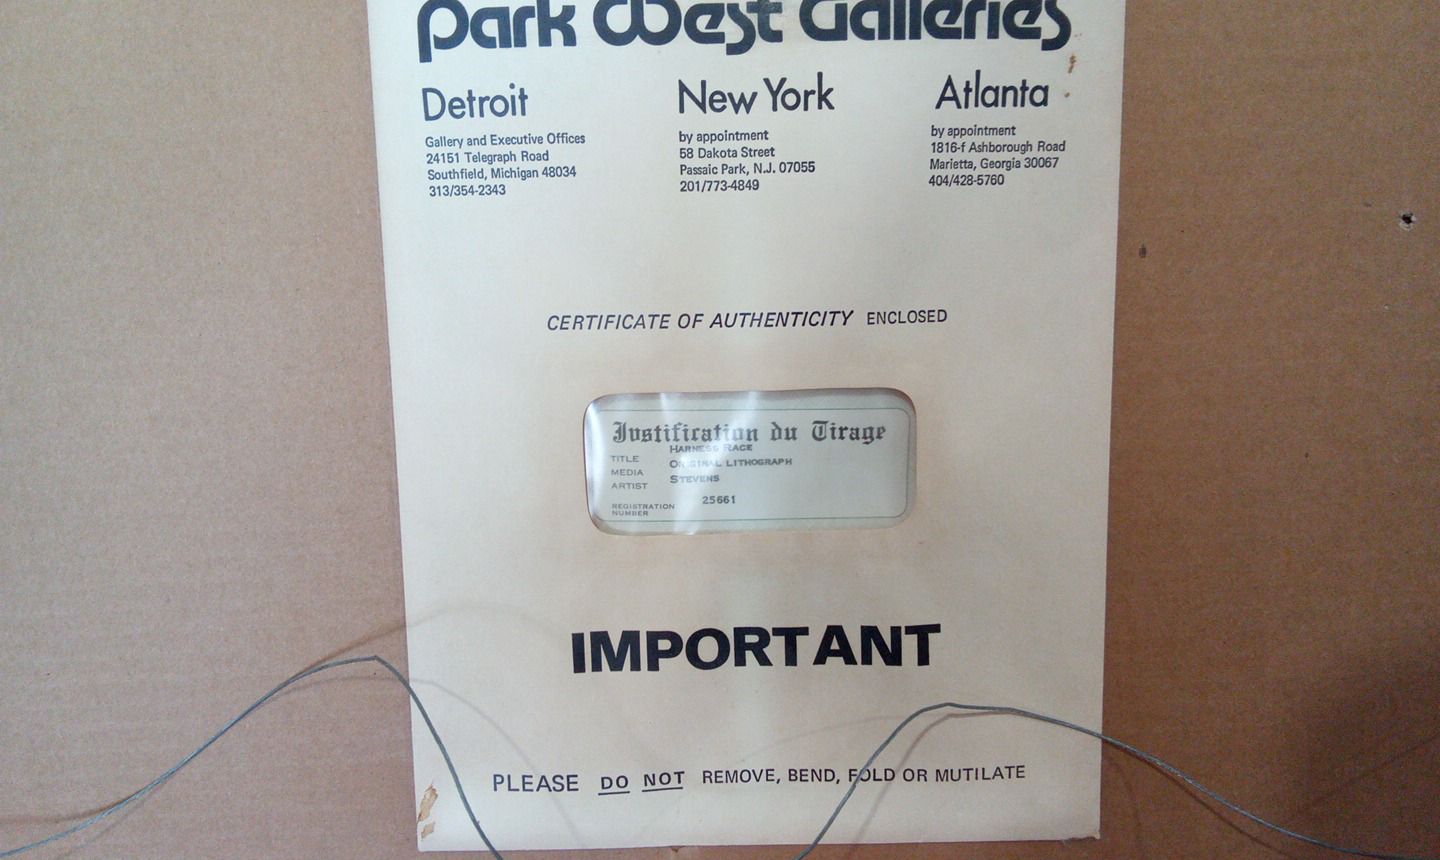 Park West Galleries
Detroit
Gallery and Executive Offices
24151 Telegraph Road
Southfield, Michigan 48034
313/354-2343
New York
by appointment
58 Dakota Street
Passaic Park, N.J. 07055
201/773-4849
Atlanta
by appointment
1816-f Ashborough Road
Marietta, Georgia 30067
404/428-5760
CERTIFICATE OF AUTHENTICITY ENCLOSED
Justification du Tirage
TITLE HARNESS RACE
MEDIA ORIGINAL LITHOGRAPH
ARTIST STEVENS
REGISTRATION NUMBER 25661
IMPORTANT
PLEASE DO NOT REMOVE, BEND, FOLD OR MUTILATE